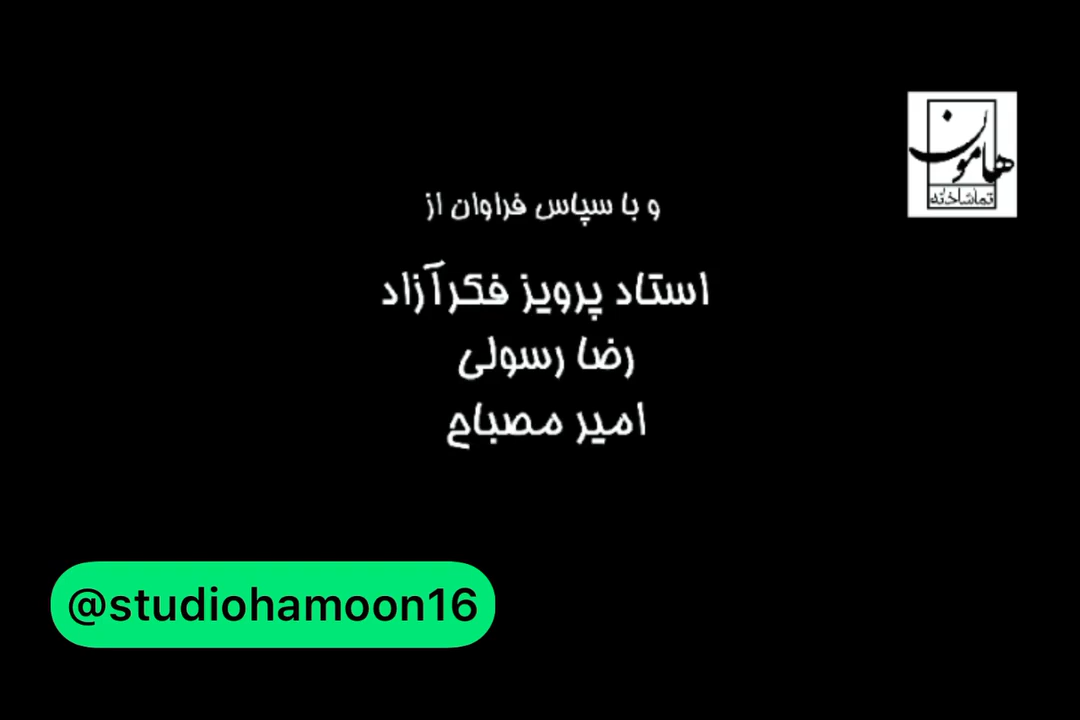 هامون
تماشاخانه
و با سپاس فراوان از
استاد پرویز فکرآزاد
رضا رسولی
امیر مصباح
@studiohamoon16